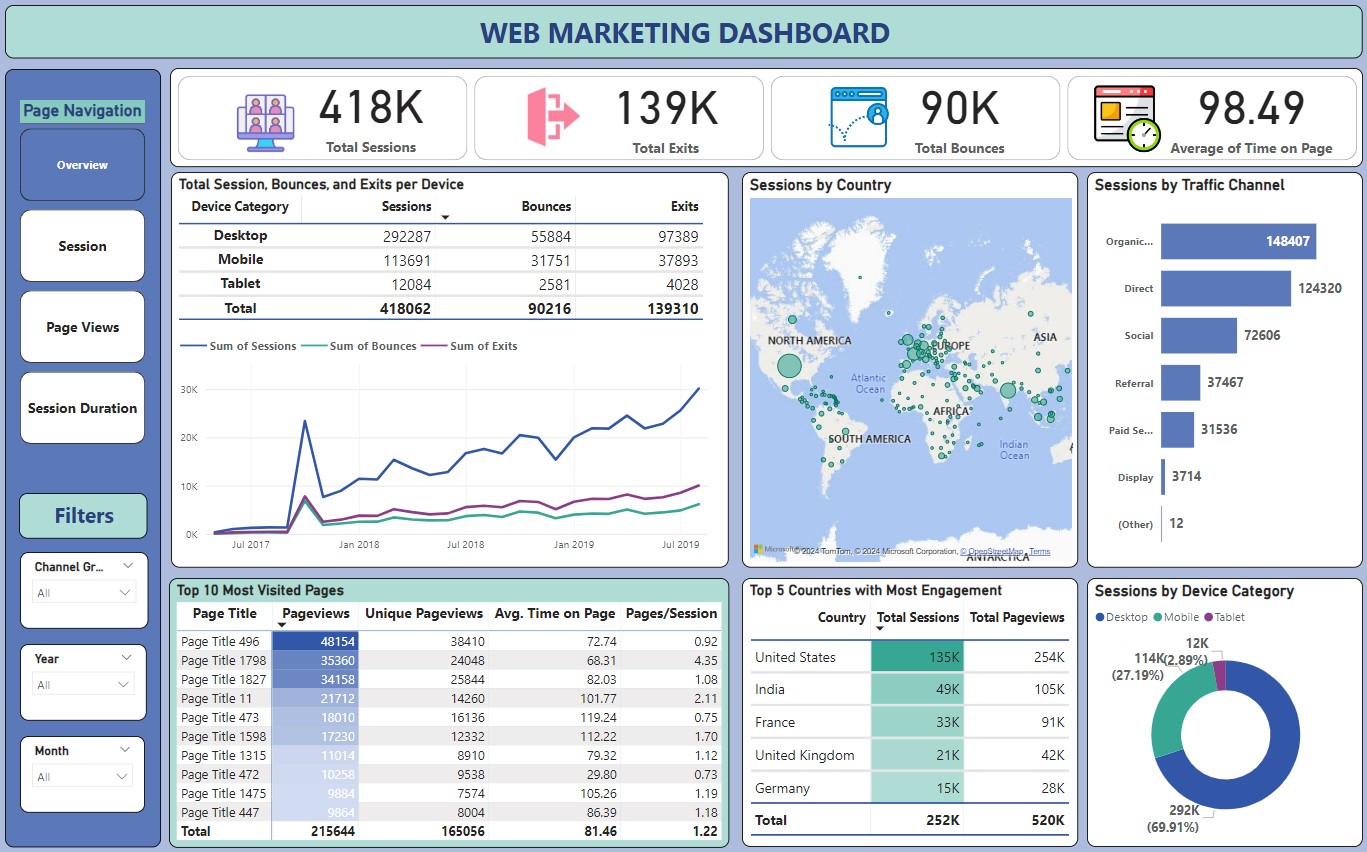 WEB MARKETING DASHBOARD
Page Navigation
Overview
Session
Page Views
Session Duration
Filters
Channel Gr...
All
Year
All
Month
All
418K
Total Sessions
139K
Total Exits
90K
Total Bounces
98.49
Average of Time on Page
Total Session, Bounces, and Exits per Device
Device Category Sessions Bounces Exits
Desktop 292287 55884 97389
Mobile 113691 31751 37893
Tablet 12084 2581 4028
Total 418062 90216 139310
Sum of Sessions Sum of Bounces Sum of Exits
30K
20K
10K
0K
Jul 2017 Jan 2018 Jul 2018 Jan 2019 Jul 2019
Sessions by Country
NORTH AMERICA
EUROPE
ASIA
Atlantic
Ocean
AFRICA
SOUTH AMERICA
Indian
Ocean
ANTARCTICA
Microsoft
© 2024 TomTom, © 2024 Microsoft Corporation, © OpenStreetMap Terms
Sessions by Traffic Channel
Organic... 148407
Direct 124320
Social 72606
Referral 37467
Paid Se... 31536
Display 3714
(Other) 12
Top 10 Most Visited Pages
Page Title Pageviews Unique Pageviews Avg. Time on Page Pages/Session
Page Title 496 48154 38410 72.74 0.92
Page Title 1798 35360 24048 68.31 4.35
Page Title 1827 34158 25844 82.03 1.08
Page Title 11 21712 14260 101.77 2.11
Page Title 473 18010 16136 119.24 0.75
Page Title 1598 17230 12332 112.22 1.70
Page Title 1315 11014 8910 79.32 1.12
Page Title 472 10258 9538 29.80 0.73
Page Title 1475 9884 7574 105.26 1.19
Page Title 447 9864 8004 86.39 1.18
Total 215644 165056 81.46 1.22
Top 5 Countries with Most Engagement
Country Total Sessions Total Pageviews
United States 135K 254K
India 49K 105K
France 33K 91K
United Kingdom 21K 42K
Germany 15K 28K
Total 252K 520K
Sessions by Device Category
Desktop Mobile Tablet
12K
(2.89%)
114K
(27.19%)
292K
(69.91%)